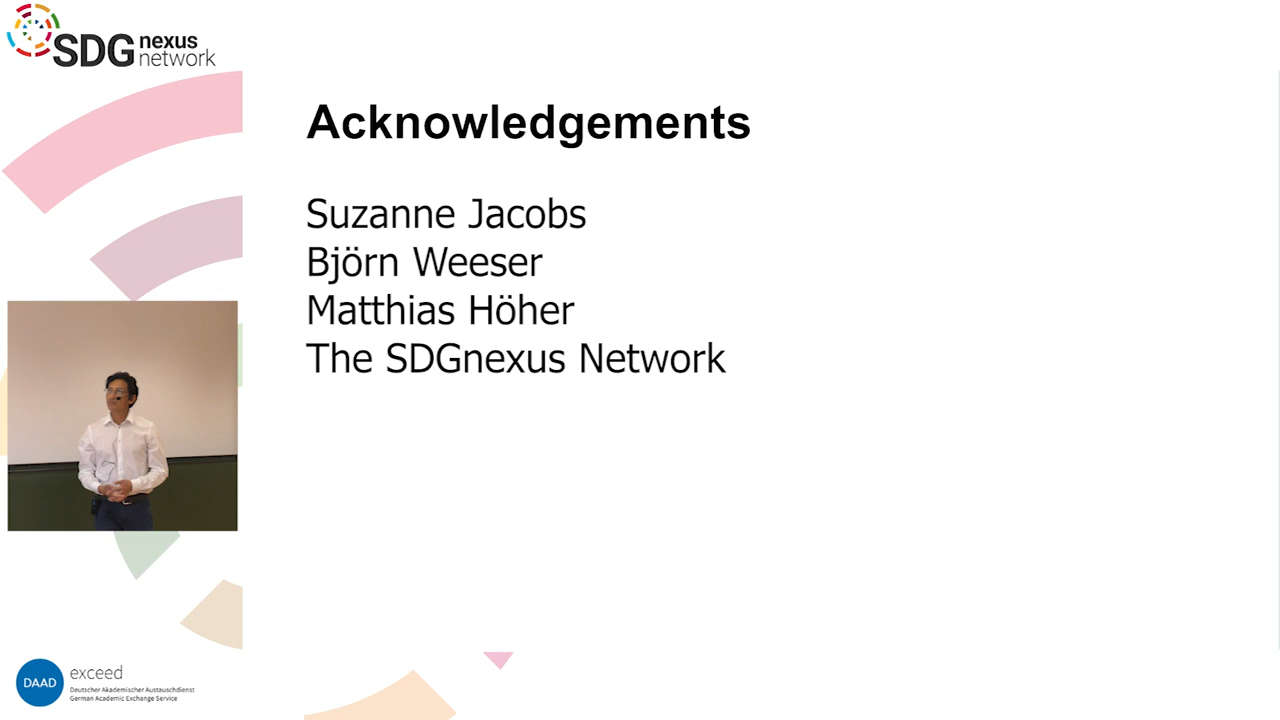 SDG nexus
network
Acknowledgements
Suzanne Jacobs
Björn Weeser
Matthias Höher
The SDGnexus Network
DAAD
exceed
Deutscher Akademischer Austauschdienst
German Academic Exchange Service